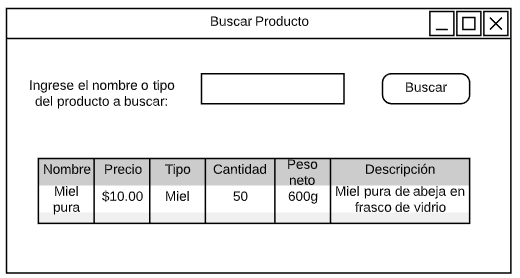 Buscar Producto
Ingrese el nombre o tipo
del producto a buscar:
Buscar
Nombre Precio Tipo Cantidad Peso neto Descripción
Miel pura $10.00 Miel 50 600g Miel pura de abeja en frasco de vidrio